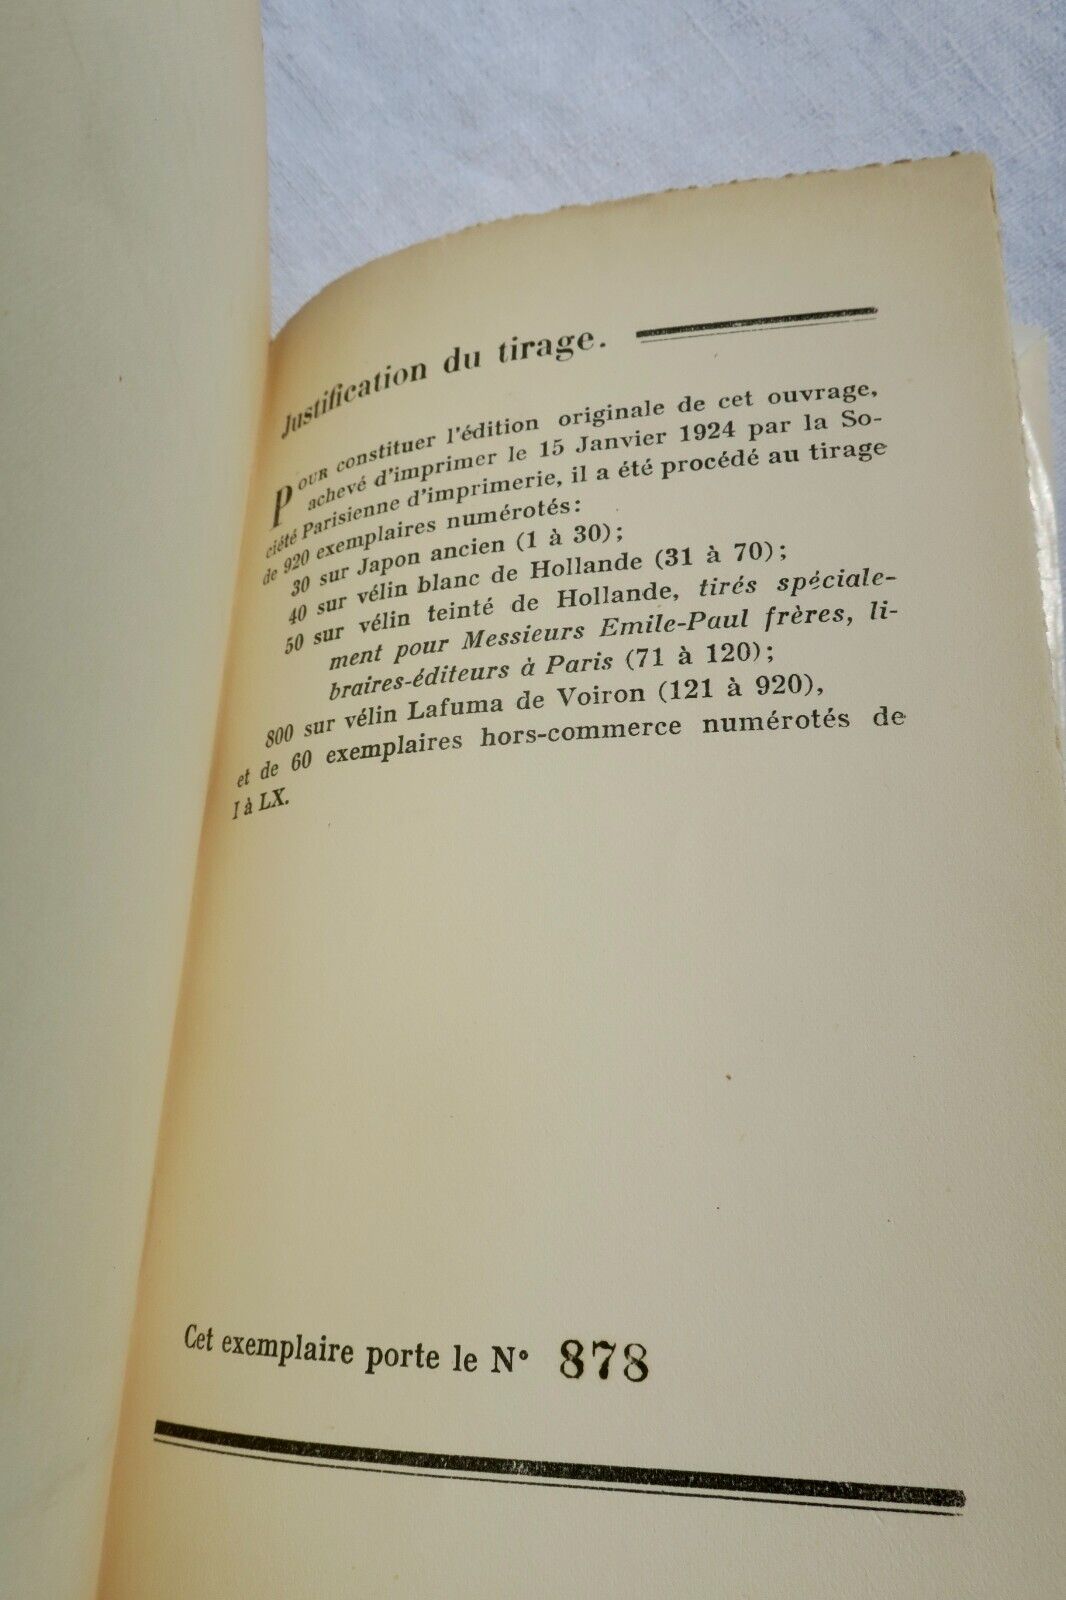 Justification du tirage.
POUR constituer l'édition originale de cet ouvrage,
achevé d'imprimer le 15 Janvier 1924 par la So-
ciété Parisienne d'imprimerie, il a été procédé au tirage
de 920 exemplaires numérotés:
30 sur Japon ancien (1 à 30);
40 sur vélin blanc de Hollande (31 à 70);
50 sur vélin teinté de Hollande, tirés spéciale-
ment pour Messieurs Emile-Paul frères, li-
braires-éditeurs à Paris (71 à 120);
800 sur vélin Lafuma de Voiron (121 à 920),
et de 60 exemplaires hors-commerce numérotés de
I à LX.
Cet exemplaire porte le N° 878